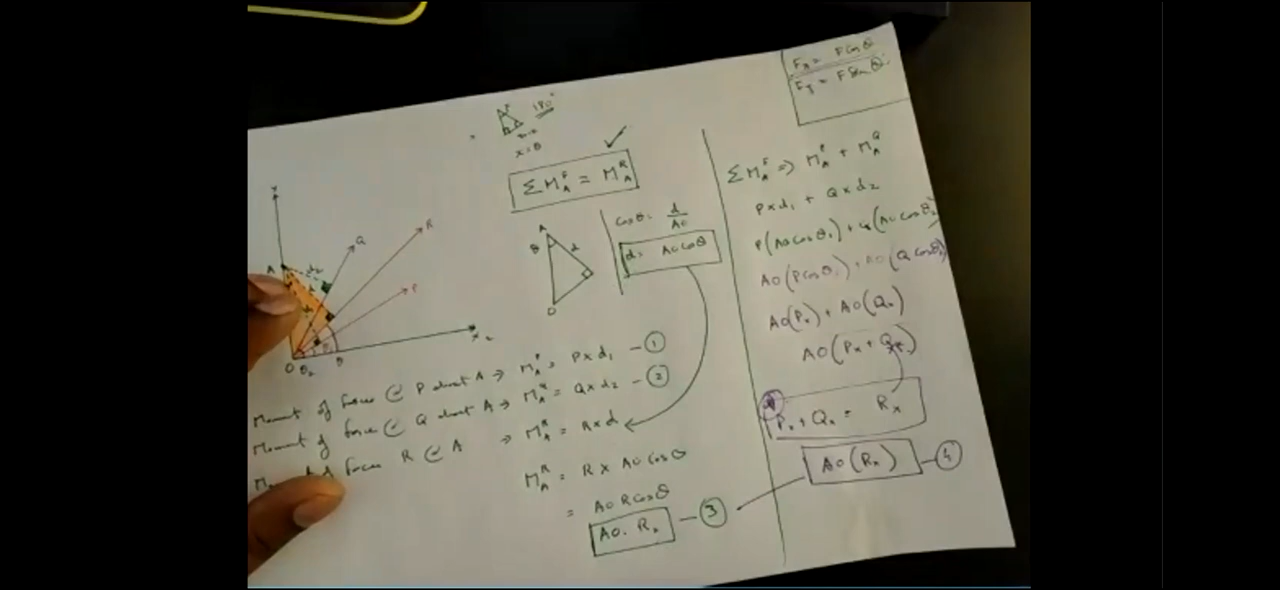 Fx = F cos θ
Fy = F Sin θ
180°
x = θ
ΣM_A^F = M_A^R
Y
A
d2
d
Q
R
P
O
θ2
θ
X
A
θ
d
O
cos θ = d/AO
d = AO cos θ
Moment of force @ P about A → M_A^P = P x d1 — ①
Moment of force @ Q about A → M_A^Q = Q x d2 — ②
forces R @ A → M_A^R = R x d
M_A^R = R x AO cos θ
= AO R cos θ
AO. Rx — ③
ΣM_A^F => M_A^P + M_A^Q
P x d1 + Q x d2
P(AO cos θ1) + Q(AO cos θ2)
AO(P cos θ1) + AO(Q cos θ2)
AO(Px) + AO(Qx)
AO(Px + Qx)
Px + Qx = Rx
AO(Rx) — ④